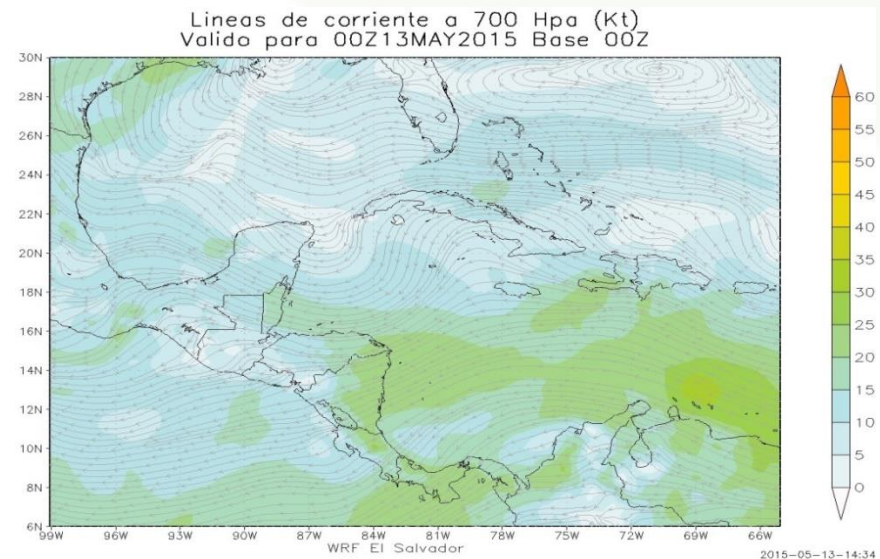 Lineas de corriente a 700 Hpa (Kt)
Valido para 00Z13MAY2015 Base 00Z
30N
28N
26N
24N
22N
20N
18N
16N
14N
12N
10N
8N
6N
99W 96W 93W 90W 87W 84W 81W 78W 75W 72W 69W 66W
60
55
50
45
40
35
30
25
20
15
10
5
0
WRF El Salvador
2015-05-13-14:34